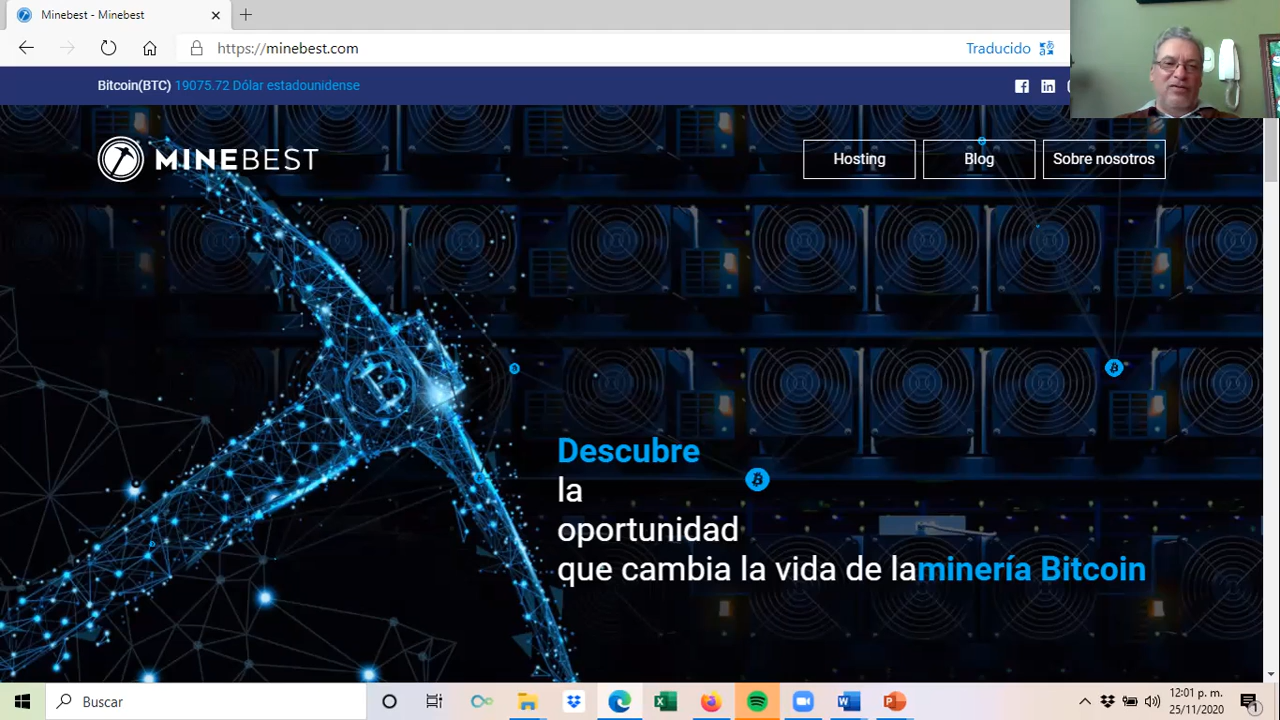 Minebest - Minebest
https://minebest.com
Traducido
Bitcoin(BTC) 19075.72 Dólar estadounidense
MINEBEST
Hosting
Blog
Sobre nosotros
Descubre
la
oportunidad
que cambia la vida de laminería Bitcoin
Buscar
12:01 p. m.
25/11/2020